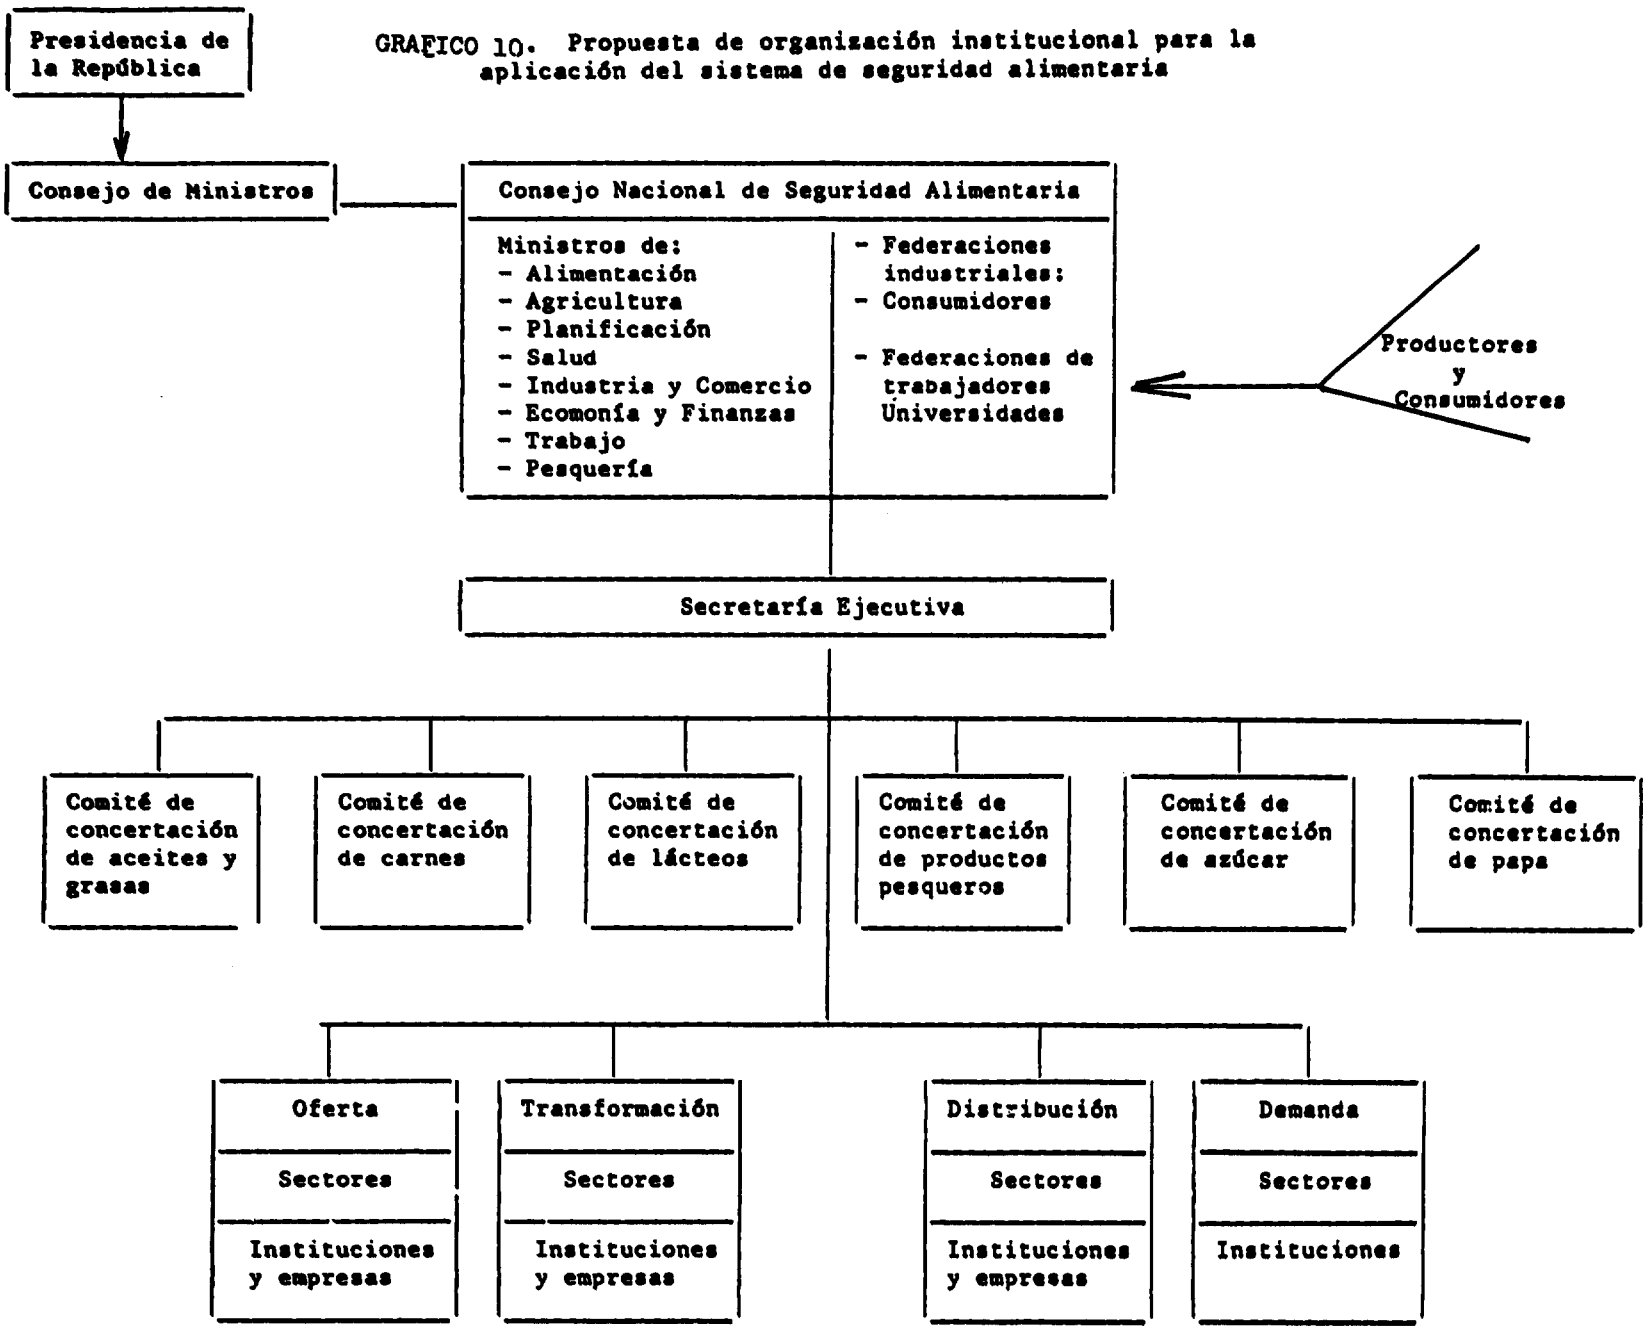 Presidencia de
la República
GRAFICO 10. Propuesta de organización institucional para la
aplicación del sistema de seguridad alimentaria
Consejo de Ministros
Consejo Nacional de Seguridad Alimentaria
Ministros de:
- Alimentación
- Agricultura
- Planificación
- Salud
- Industria y Comercio
- Ecomonía y Finanzas
- Trabajo
- Pesquería
- Federaciones
industriales:
- Consumidores
- Federaciones de
trabajadores
Universidades
Productores
y
Consumidores
Secretaría Ejecutiva
Comité de
concertación
de aceites y
grasas
Comité de
concertación
de carnes
Comité de
concertación
de lácteos
Comité de
concertación
de productos
pesqueros
Comité de
concertación
de azúcar
Comité de
concertación
de papa
Oferta
Sectores
Instituciones
y empresas
Transformación
Sectores
Instituciones
y empresas
Distribución
Sectores
Instituciones
y empresas
Demanda
Sectores
Instituciones